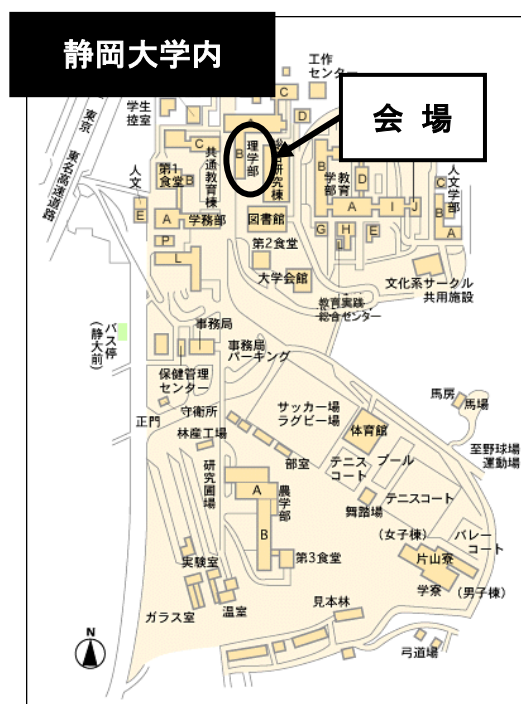 静岡大学内
会場
工作
センター
学生
控室
東京
東名高速道路
人文
E
第1
食堂
B
C
共通教育棟
A
学務部
P
L
A
B
理学部
C
D
研究棟
図書館
第2食堂
大学会館
B
教育
学部
D
A
I
J
G
H
E
人文
学部
C
B
A
文化系サークル
共用施設
教育実践
総合センター
バス停
(静大前)
事務局
事務局
パーキング
保健管理
センター
守衛所
正門
林産工場
研究圃場
サッカー場
ラグビー場
体育館
部室
テニス
コート
プール
テニスコート
舞踏場
馬房
馬場
至野球場
運動場
バレー
コート
(女子棟)
片山寮
学寮
(男子棟)
A
農学部
B
第3食堂
実験室
ガラス室
温室
見本林
弓道場
N